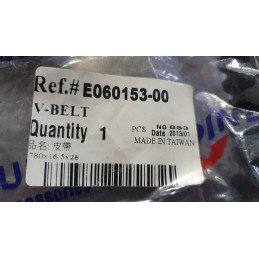 Ref.# E060153-00
V-BELT
Quantity 1 PCS NO 083
Date 2013/01
品名: 皮帶 MADE IN TAIWAN
780x16.5x28